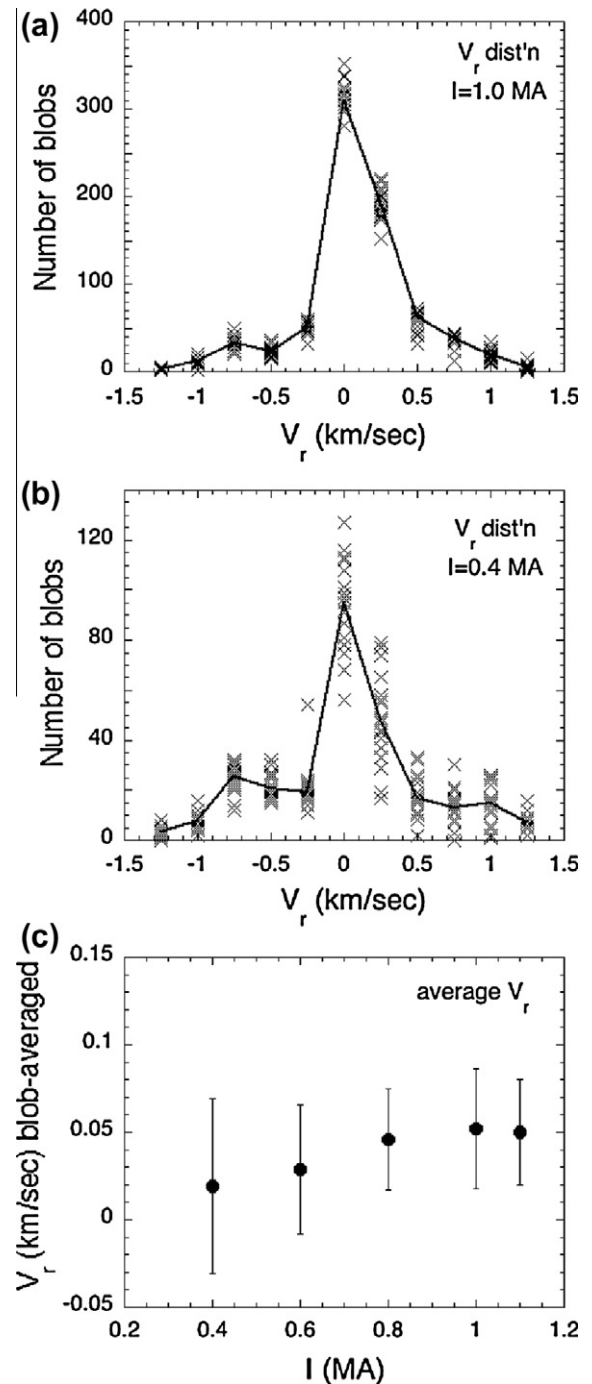 (a)
400
300
200
100
0
Number of blobs
V_r dist'n
I=1.0 MA
-1.5 -1 -0.5 0 0.5 1 1.5
V_r (km/sec)
(b)
120
80
40
0
Number of blobs
V_r dist'n
I=0.4 MA
-1.5 -1 -0.5 0 0.5 1 1.5
V_r (km/sec)
(c)
0.15
0.1
0.05
0
-0.05
V_r (km/sec) blob-averaged
average V_r
0.2 0.4 0.6 0.8 1 1.2
I (MA)